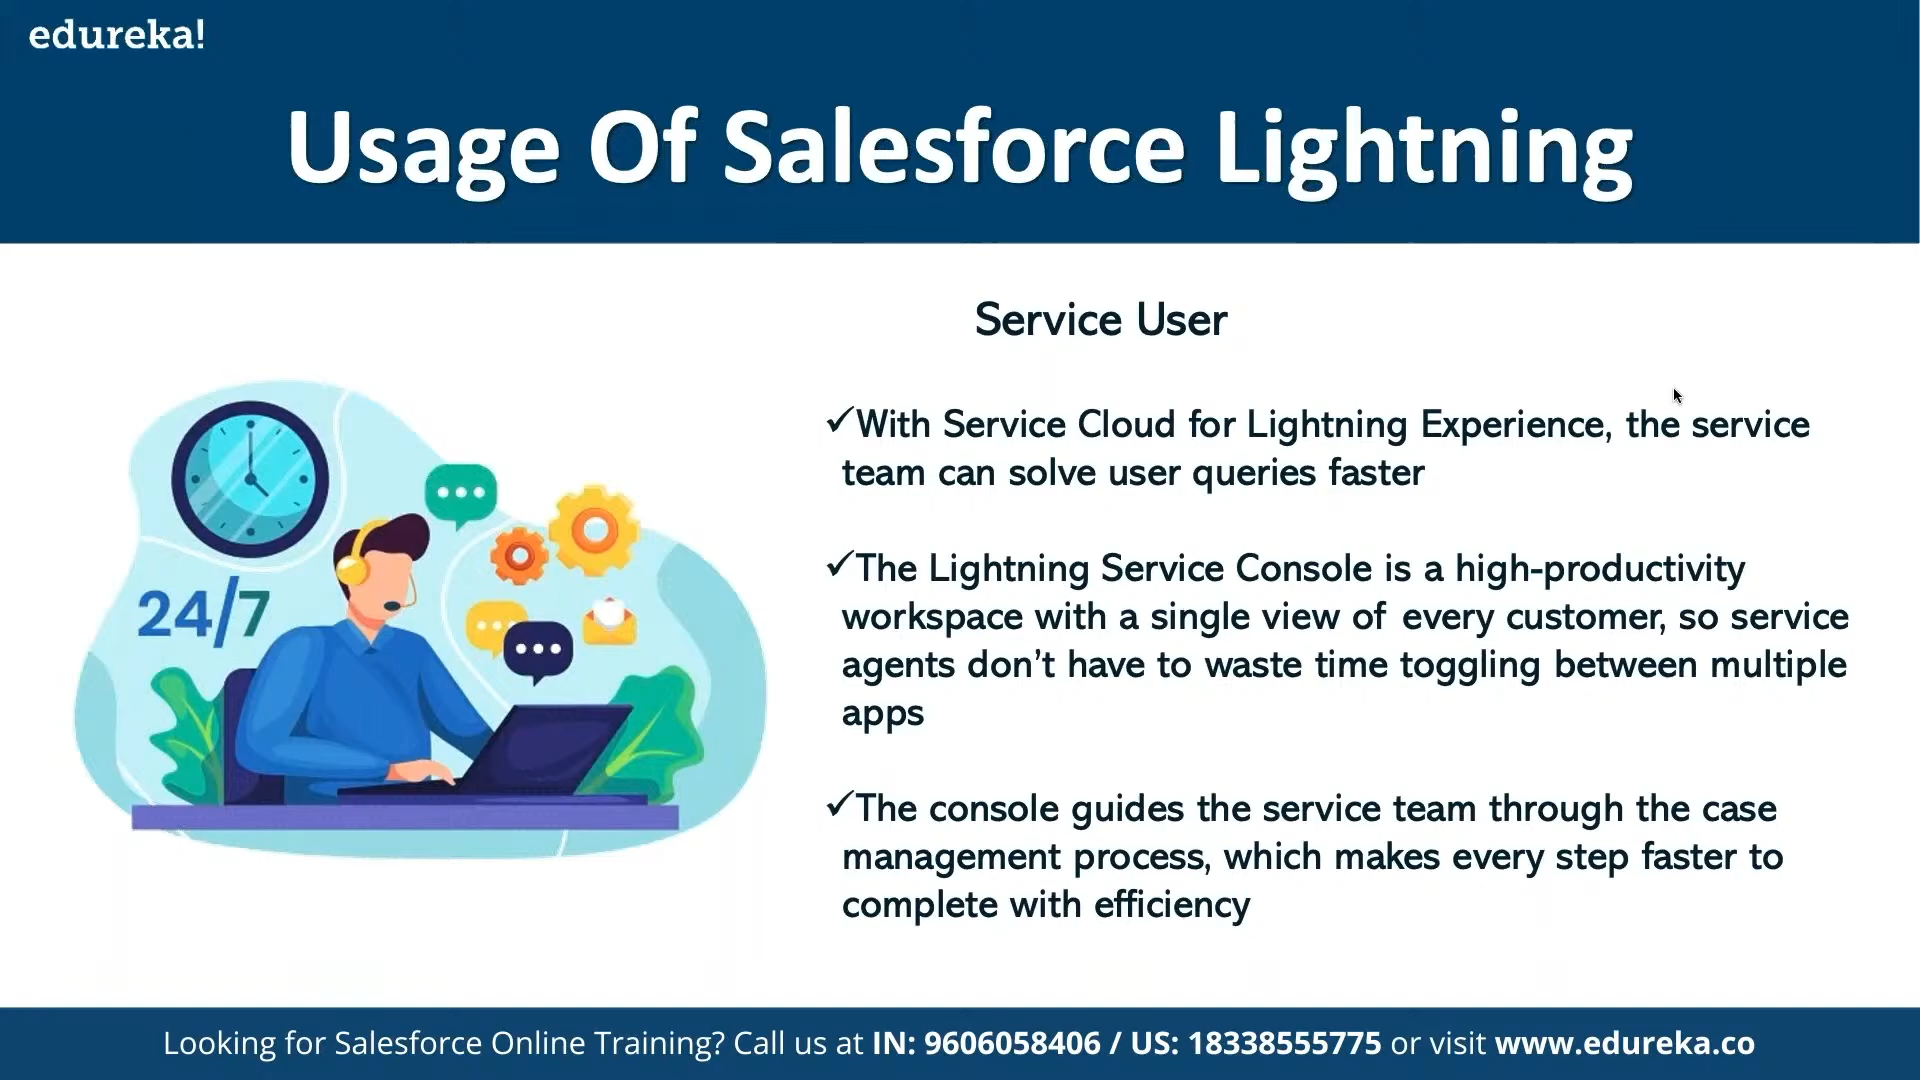 edureka!
Usage Of Salesforce Lightning
Service User
✓With Service Cloud for Lightning Experience, the service
team can solve user queries faster
✓The Lightning Service Console is a high-productivity
workspace with a single view of every customer, so service
agents don’t have to waste time toggling between multiple
apps
✓The console guides the service team through the case
management process, which makes every step faster to
complete with efficiency
24/7
Looking for Salesforce Online Training? Call us at IN: 9606058406 / US: 18338555775 or visit www.edureka.co